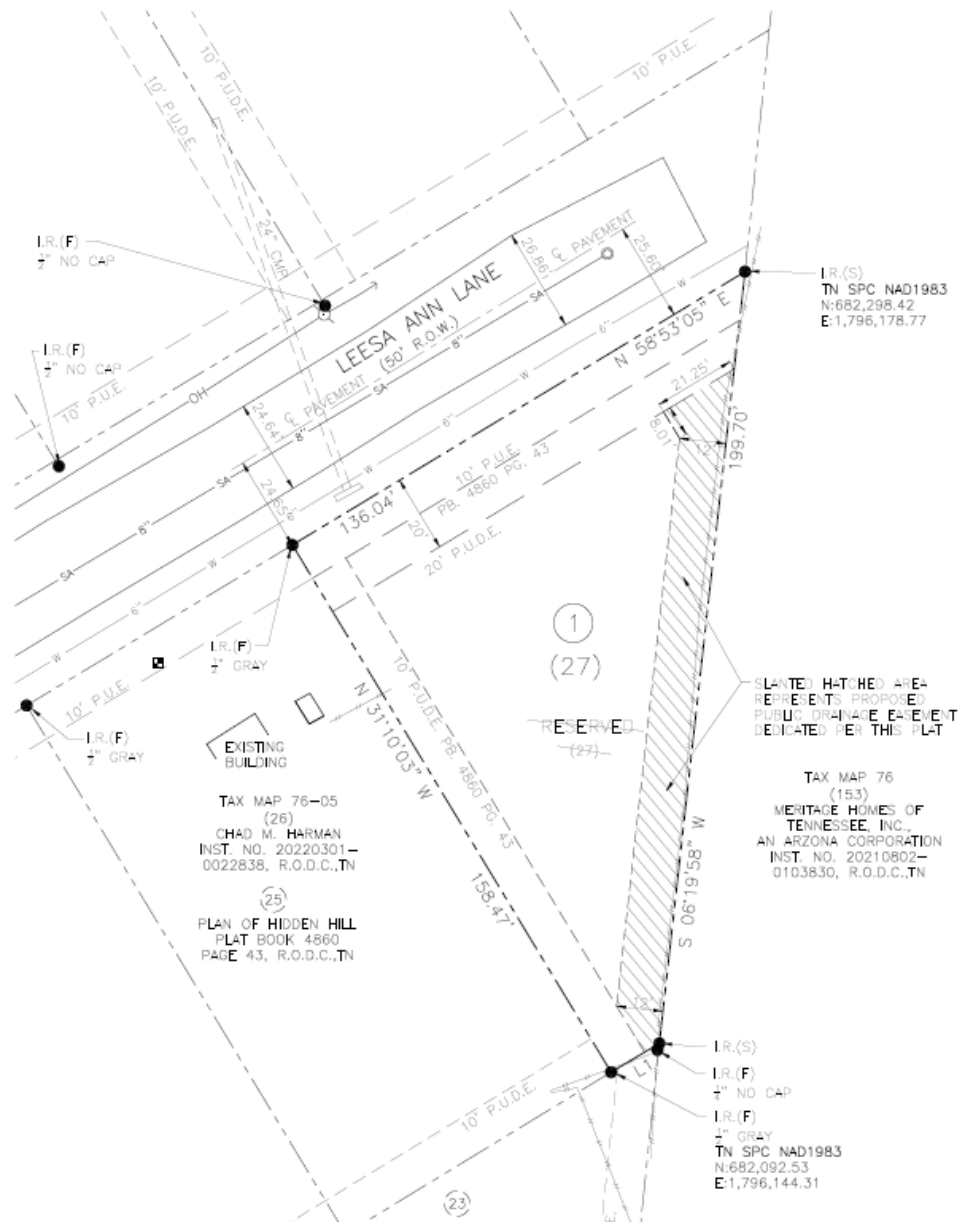 10' P.U.E.
10' P.U.D.E.
10' P.U.D.E.
24" CMP
I.R.(F)
½" NO CAP
I.R.(F)
½" NO CAP
10' P.U.E.
OH
LEESA ANN LANE
(50' R.O.W.)
℄ PAVEMENT
℄ PAVEMENT
26.86'
25.60'
24.64'
24.65'
SA
8"
SA
8"
SA
8"
SA
W
6"
W
6"
W
6"
W
6"
W
N 58°53'05" E
136.04'
I.R.(S)
TN SPC NAD1983
N:682,298.42
E:1,796,178.77
21.25'
8.01'
12'
199.70'
10' P.U.E.
PB. 4860 PG. 43
20'
20' P.U.D.E.
I.R.(F)
½" GRAY
10' P.U.E.
I.R.(F)
½" GRAY
EXISTING
BUILDING
N 31°10'03" W
158.47'
10' P.U.D.E. PB. 4860 PG. 43
1
(27)
RESERVED
(27)
SLANTED HATCHED AREA
REPRESENTS PROPOSED
PUBLIC DRAINAGE EASEMENT
DEDICATED PER THIS PLAT
TAX MAP 76
(153)
MERITAGE HOMES OF
TENNESSEE, INC.,
AN ARZONA CORPORATION
INST. NO. 20210802–
0103830, R.O.D.C.,TN
TAX MAP 76–05
(26)
CHAD M. HARMAN
INST. NO. 20220301–
0022838, R.O.D.C.,TN
25
PLAN OF HIDDEN HILL
PLAT BOOK 4860
PAGE 43, R.O.D.C.,TN
S 06°19'58" W
12'
L1
I.R.(S)
I.R.(F)
¼" NO CAP
I.R.(F)
½" GRAY
TN SPC NAD1983
N:682,092.53
E:1,796,144.31
10' P.U.D.E.
23